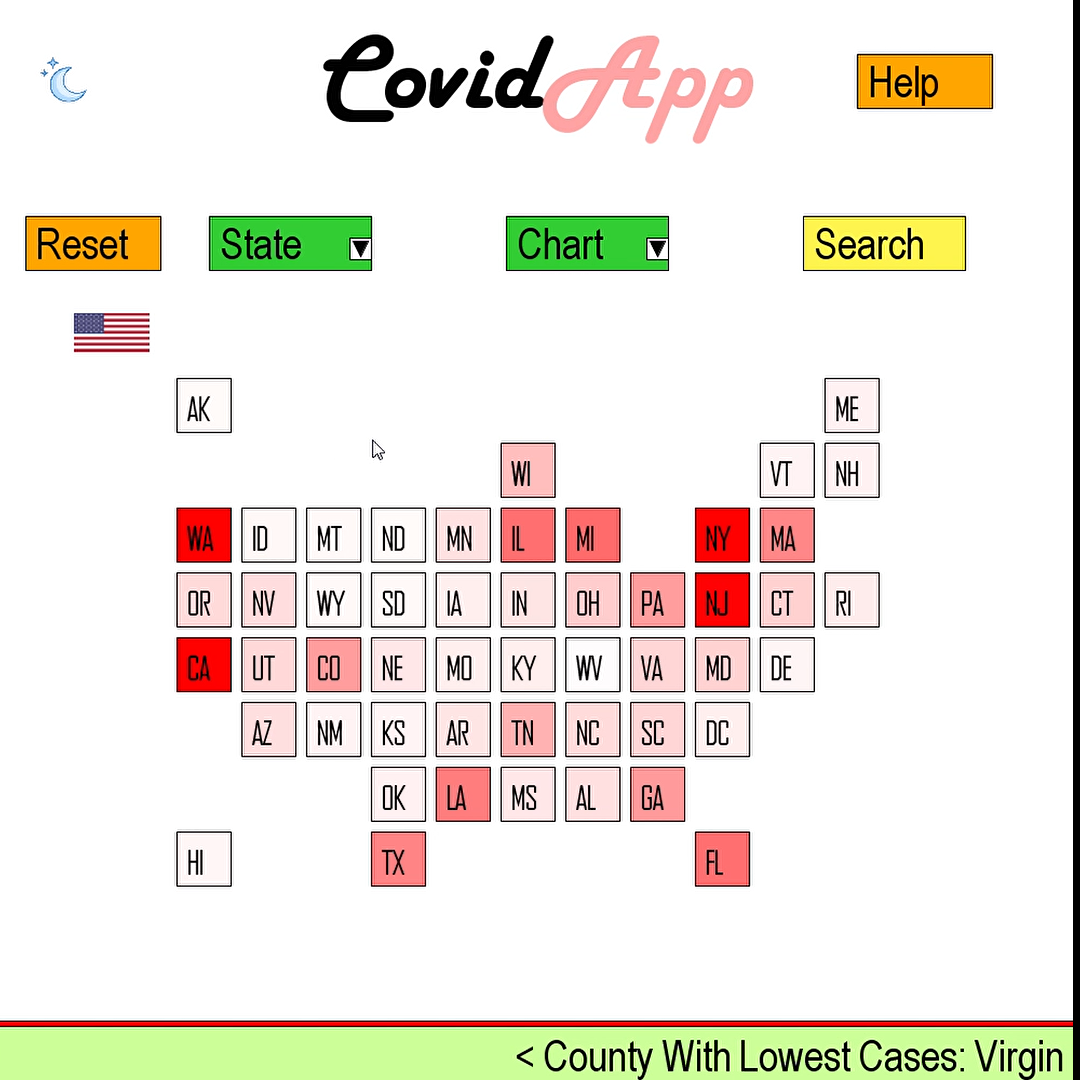 CovidApp
Help
Reset State Chart Search
AK ME
WI VT NH
WA ID MT ND MN IL MI NY MA
OR NV WY SD IA IN OH PA NJ CT RI
CA UT CO NE MO KY WV VA MD DE
AZ NM KS AR TN NC SC DC
OK LA MS AL GA
HI TX FL
< County With Lowest Cases: Virgin